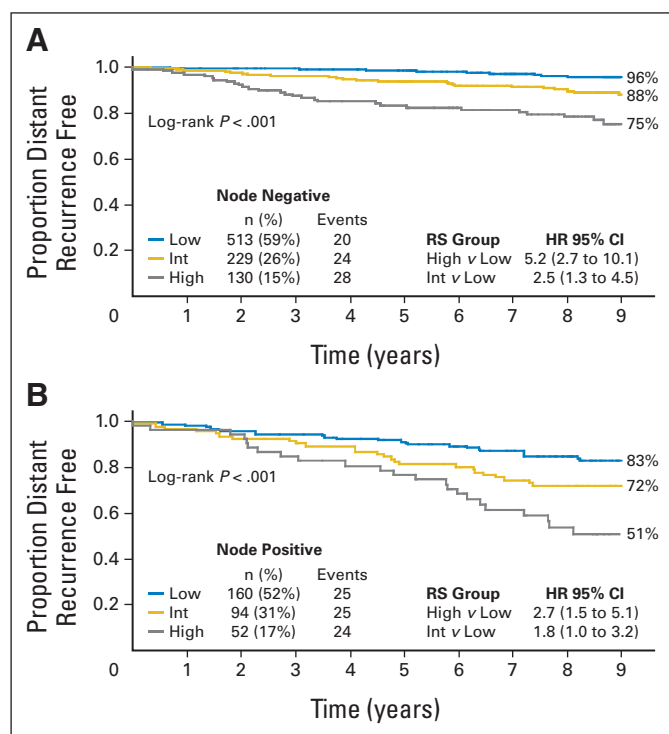 A
Proportion Distant
Recurrence Free
1.0
0.8
0.6
0.4
0.2
96%
88%
75%
Log-rank P < .001
Node Negative
n (%) Events
Low 513 (59%) 20
Int 229 (26%) 24
High 130 (15%) 28
RS Group HR 95% CI
High v Low 5.2 (2.7 to 10.1)
Int v Low 2.5 (1.3 to 4.5)
0 1 2 3 4 5 6 7 8 9
Time (years)
B
Proportion Distant
Recurrence Free
1.0
0.8
0.6
0.4
0.2
83%
72%
51%
Log-rank P < .001
Node Positive
n (%) Events
Low 160 (52%) 25
Int 94 (31%) 25
High 52 (17%) 24
RS Group HR 95% CI
High v Low 2.7 (1.5 to 5.1)
Int v Low 1.8 (1.0 to 3.2)
0 1 2 3 4 5 6 7 8 9
Time (years)